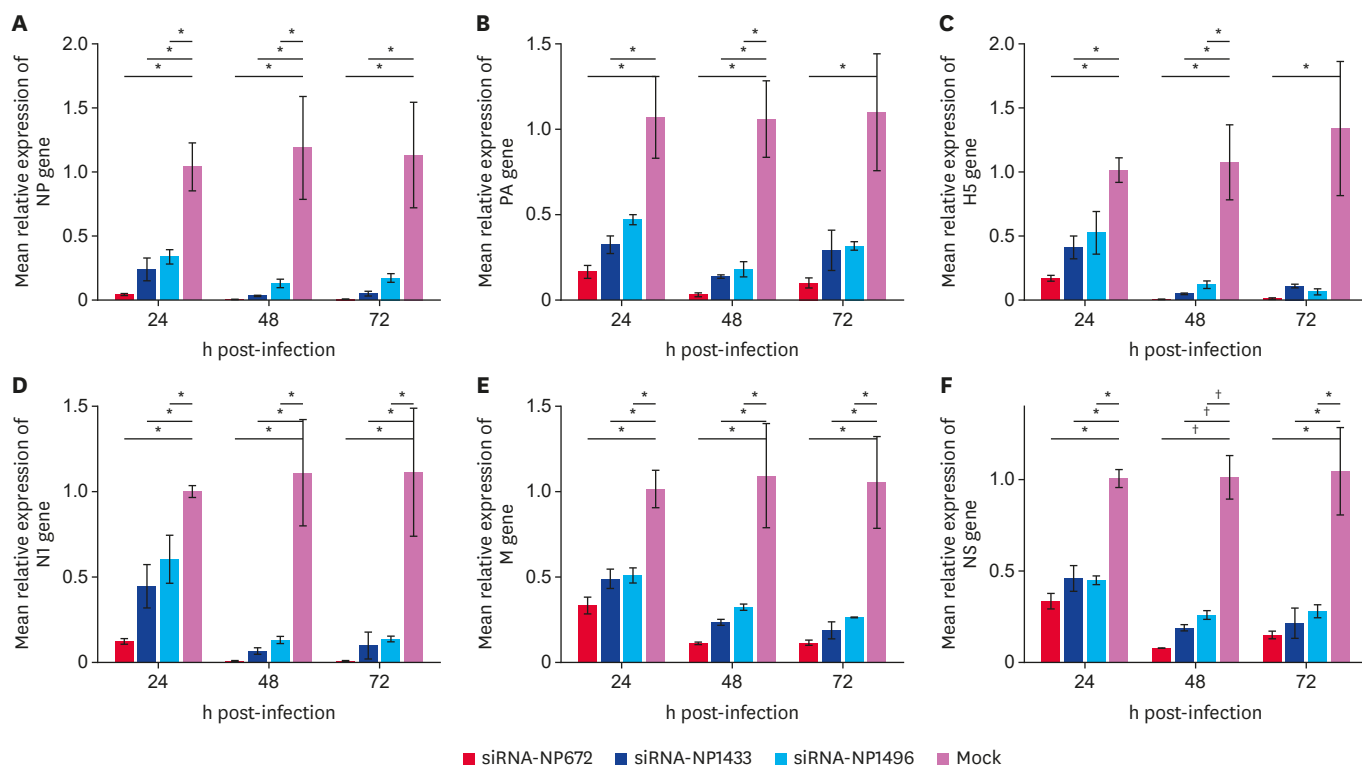 A
Mean relative expression of
NP gene
2.0
1.5
1.0
0.5
0
* * * * * * * *
24 48 72
h post-infection
B
Mean relative expression of
PA gene
1.5
1.0
0.5
0
* * * * * *
24 48 72
h post-infection
C
Mean relative expression of
H5 gene
2.0
1.5
1.0
0.5
0
* * * * * *
24 48 72
h post-infection
D
Mean relative expression of
N1 gene
1.5
1.0
0.5
0
* * * * * * * * *
24 48 72
h post-infection
E
Mean relative expression of
M gene
1.5
1.0
0.5
0
* * * * * * * * *
24 48 72
h post-infection
F
Mean relative expression of
NS gene
1.0
0.5
0
* * * † † † * * *
24 48 72
h post-infection
siRNA-NP672 siRNA-NP1433 siRNA-NP1496 Mock